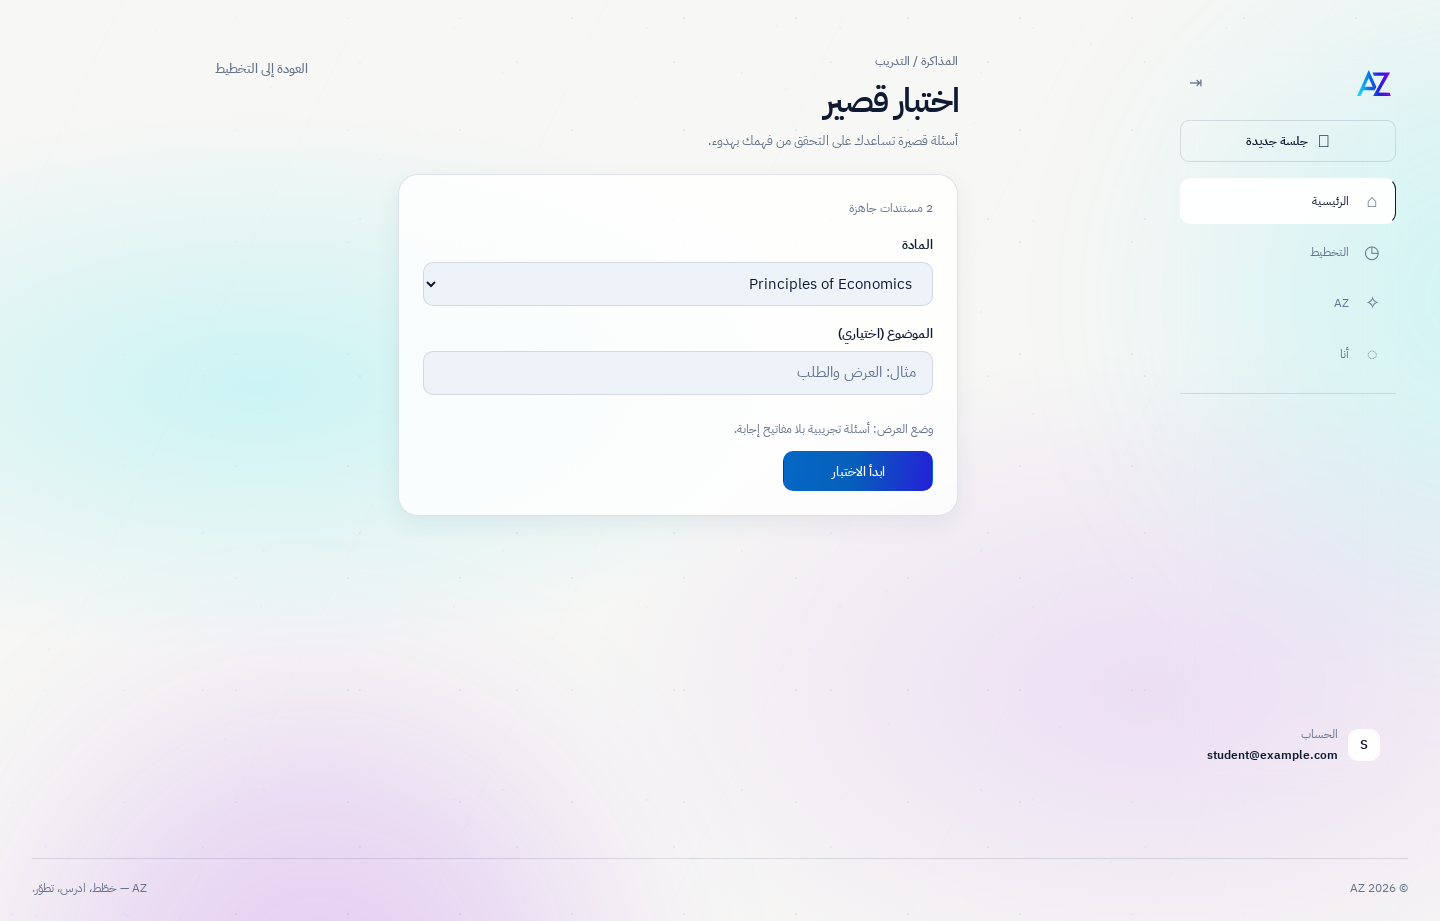 AZ
جلسة جديدة
الرئيسية
التخطيط
AZ
أنا
الحساب
S
student@example.com
المذاكرة / التدريب
العودة إلى التخطيط
اختبار قصير
أسئلة قصيرة تساعدك على التحقق من فهمك بهدوء.
2 مستندات جاهزة
المادة
Principles of Economics
الموضوع (اختياري)
مثال: العرض والطلب
وضع العرض: أسئلة تجريبية بلا مفاتيح إجابة.
ابدأ الاختبار
© 2026 AZ
AZ — خطّط، ادرس، تطوّر.